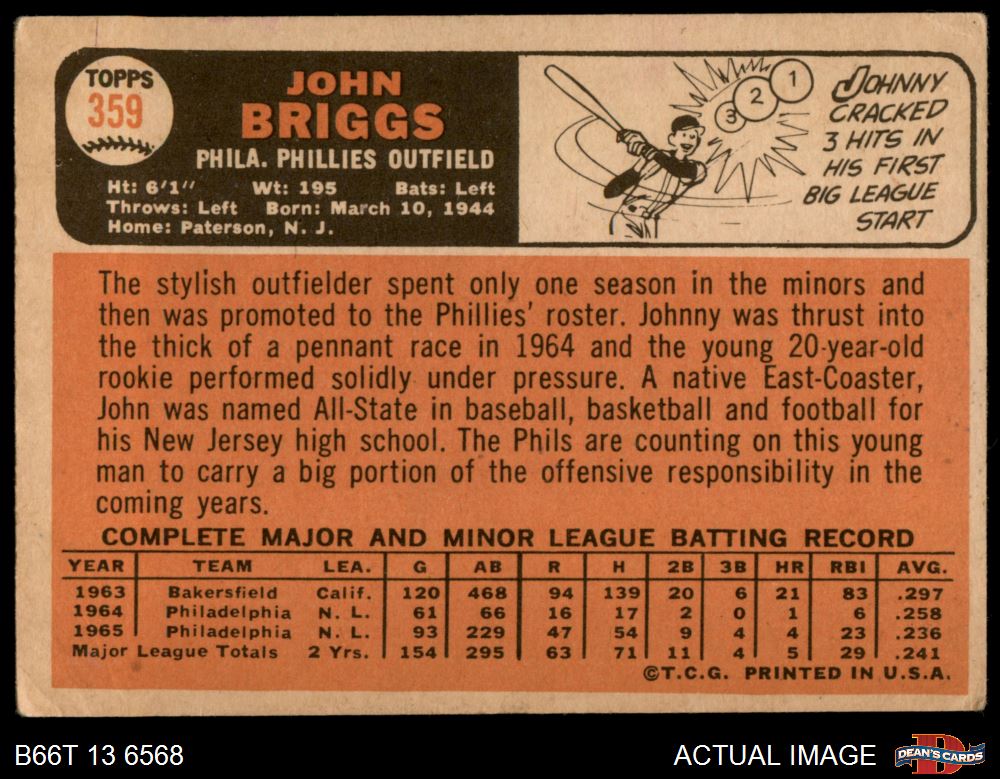 TOPPS
359
JOHN
BRIGGS
PHILA. PHILLIES OUTFIELD
Ht: 6'1" Wt: 195 Bats: Left
Throws: Left Born: March 10, 1944
Home: Paterson, N. J.
1
2
3
JOHNNY
CRACKED
3 HITS IN
HIS FIRST
BIG LEAGUE
START
The stylish outfielder spent only one season in the minors and
then was promoted to the Phillies' roster. Johnny was thrust into
the thick of a pennant race in 1964 and the young 20-year-old
rookie performed solidly under pressure. A native East-Coaster,
John was named All-State in baseball, basketball and football for
his New Jersey high school. The Phils are counting on this young
man to carry a big portion of the offensive responsibility in the
coming years.
COMPLETE MAJOR AND MINOR LEAGUE BATTING RECORD
YEAR TEAM LEA. G AB R H 2B 3B HR RBI AVG.
1963 Bakersfield Calif. 120 468 94 139 20 6 21 83 .297
1964 Philadelphia N. L. 61 66 16 17 2 0 1 6 .258
1965 Philadelphia N. L. 93 229 47 54 9 4 4 23 .236
Major League Totals 2 Yrs. 154 295 63 71 11 4 5 29 .241
©T.C.G. PRINTED IN U.S.A.
B66T 13 6568
ACTUAL IMAGE
D
DEAN'S CARDS